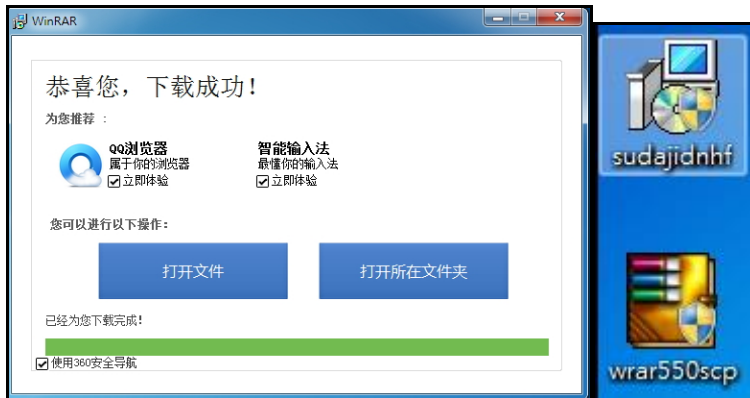 WinRAR
恭喜您，下载成功！
为您推荐：
QQ浏览器
属于你的浏览器
立即体验
智能输入法
最懂你的输入法
立即体验
您可以进行以下操作：
打开文件
打开所在文件夹
已经为您下载完成！
使用360安全导航
sudajidnhf
wrar550scp